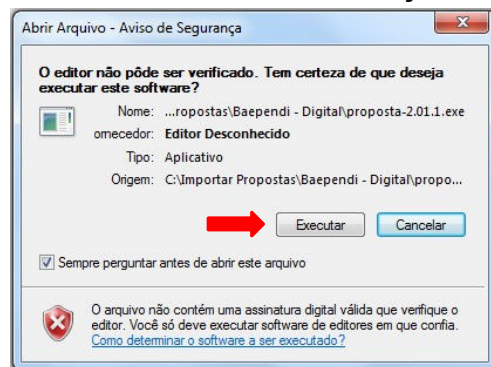 Abrir Arquivo - Aviso de Segurança
O editor não pôde ser verificado. Tem certeza de que deseja
executar este software?
Nome: ...ropostas\Baependi - Digital\proposta-2.01.1.exe
ornecedor: Editor Desconhecido
Tipo: Aplicativo
Origem: C:\Importar Propostas\Baependi - Digital\propo...
Executar Cancelar
Sempre perguntar antes de abrir este arquivo
O arquivo não contém uma assinatura digital válida que verifique o
editor. Você só deve executar software de editores em que confia.
Como determinar o software a ser executado?